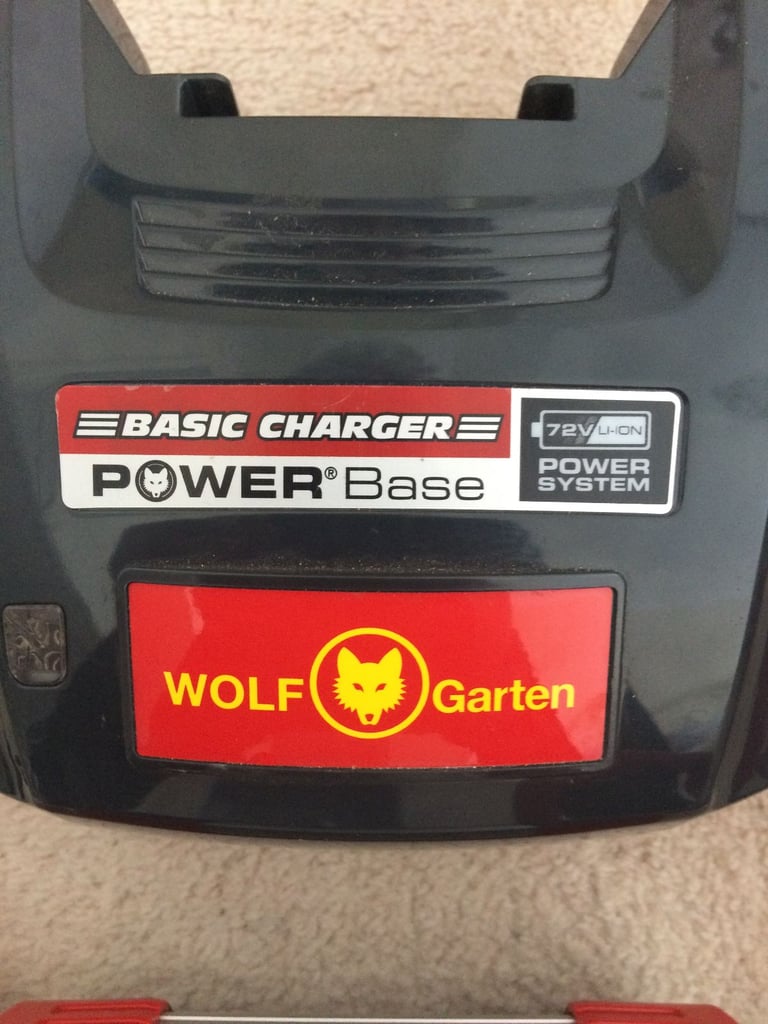 BASIC CHARGER
POWER® Base
72V LI-ION
POWER
SYSTEM
WOLF Garten